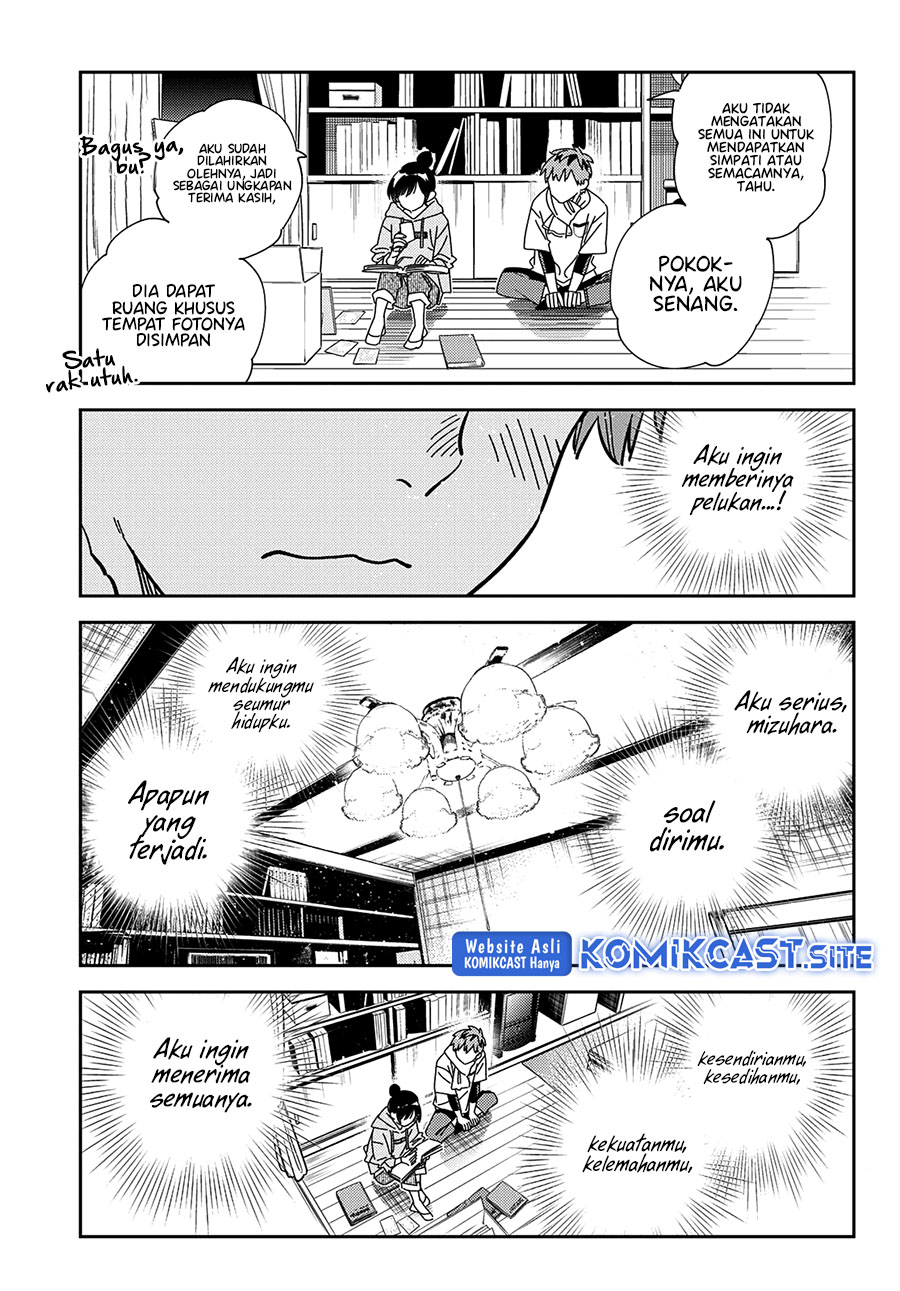 AKU TIDAK
MENGATAKAN
SEMUA INI UNTUK
MENDAPATKAN
SIMPATI ATAU
SEMACAMNYA,
TAHU.
POKOK-
NYA, AKU
SENANG.
AKU SUDAH
DILAHIRKAN
OLEHNYA, JADI
SEBAGAI UNGKAPAN
TERIMA KASIH,
Bagus ya,
bu?
DIA DAPAT
RUANG KHUSUS
TEMPAT FOTONYA
DISIMPAN
Satu
rak utuh.
Aku ingin
memberinya
pelukan...!
Aku serius,
mizuhara.
soal
dirimu.
Aku ingin
mendukungmu
seumur
hidupku.
Apapun
yang
terjadi.
Website Asli
KOMIKCAST Hanya
KOMIKCAST.SITE
kesendirianmu,
kesedihanmu,
kekuatanmu,
kelemahanmu,
Aku ingin
menerima
semuanya.